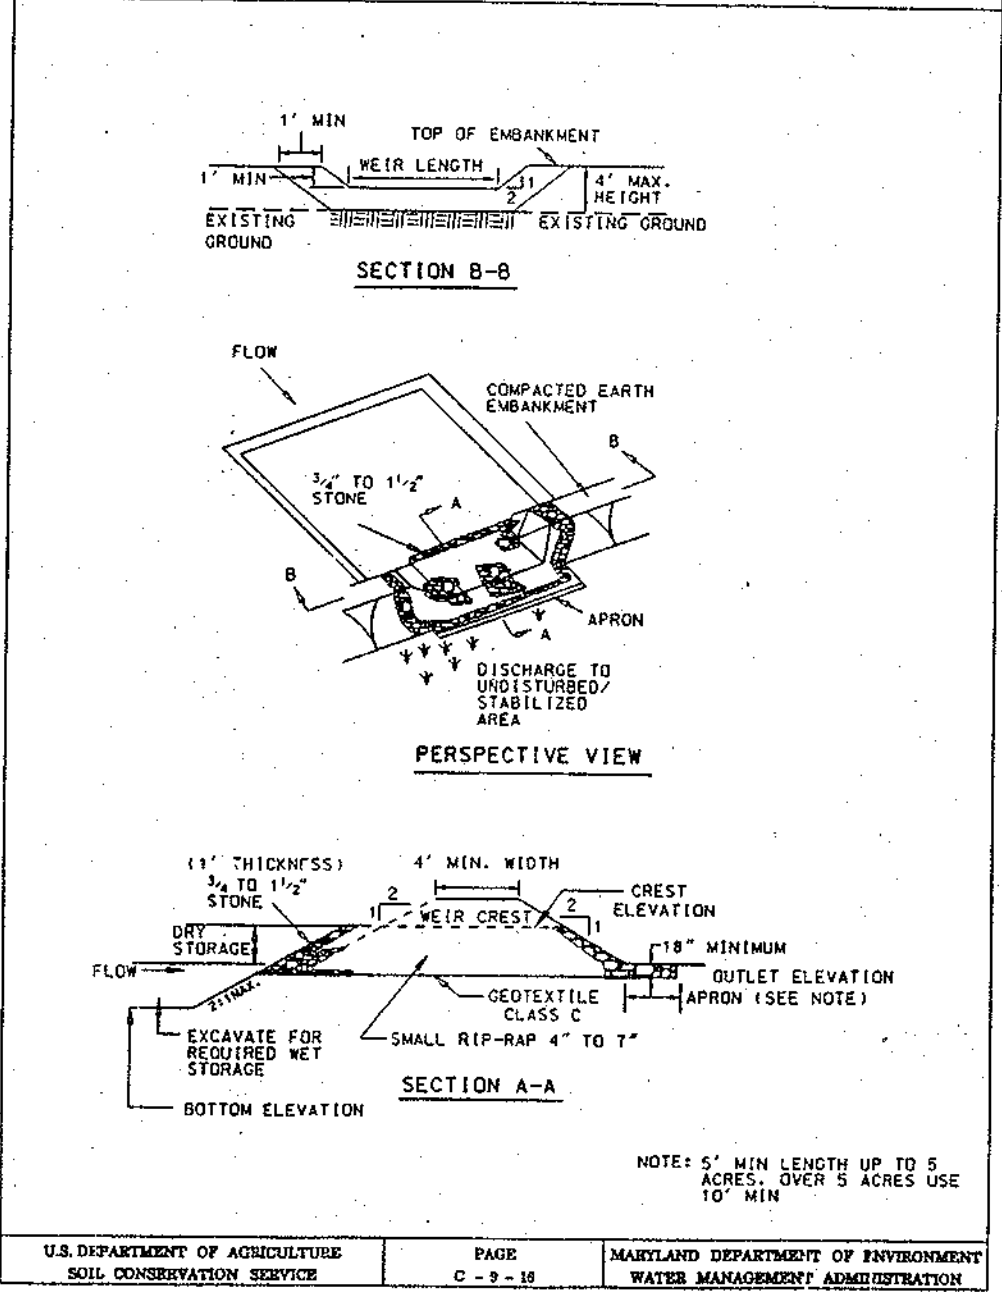 1' MIN
TOP OF EMBANKMENT
WEIR LENGTH
1' MIN
1
2
4' MAX.
HEIGHT
EXISTING
GROUND
EXISTING GROUND
SECTION B-B
FLOW
COMPACTED EARTH
EMBANKMENT
B
3/4" TO 1 1/2"
STONE
A
B
APRON
A
DISCHARGE TO
UNDISTURBED/
STABILIZED
AREA
PERSPECTIVE VIEW
(1' THICKNESS)
3/4 TO 1 1/2"
STONE
4' MIN. WIDTH
2
1
WEIR CREST
2
1
CREST
ELEVATION
DRY
STORAGE
18" MINIMUM
FLOW
OUTLET ELEVATION
2:1 MAX.
GEOTEXTILE
CLASS C
APRON (SEE NOTE)
EXCAVATE FOR
REQUIRED WET
STORAGE
SMALL RIP-RAP 4" TO 7"
SECTION A-A
BOTTOM ELEVATION
NOTE: 5' MIN LENGTH UP TO 5
ACRES. OVER 5 ACRES USE
10' MIN
U.S. DEPARTMENT OF AGRICULTURE
SOIL CONSERVATION SERVICE
PAGE
C - 9 - 16
MARYLAND DEPARTMENT OF ENVIRONMENT
WATER MANAGEMENT ADMINISTRATION